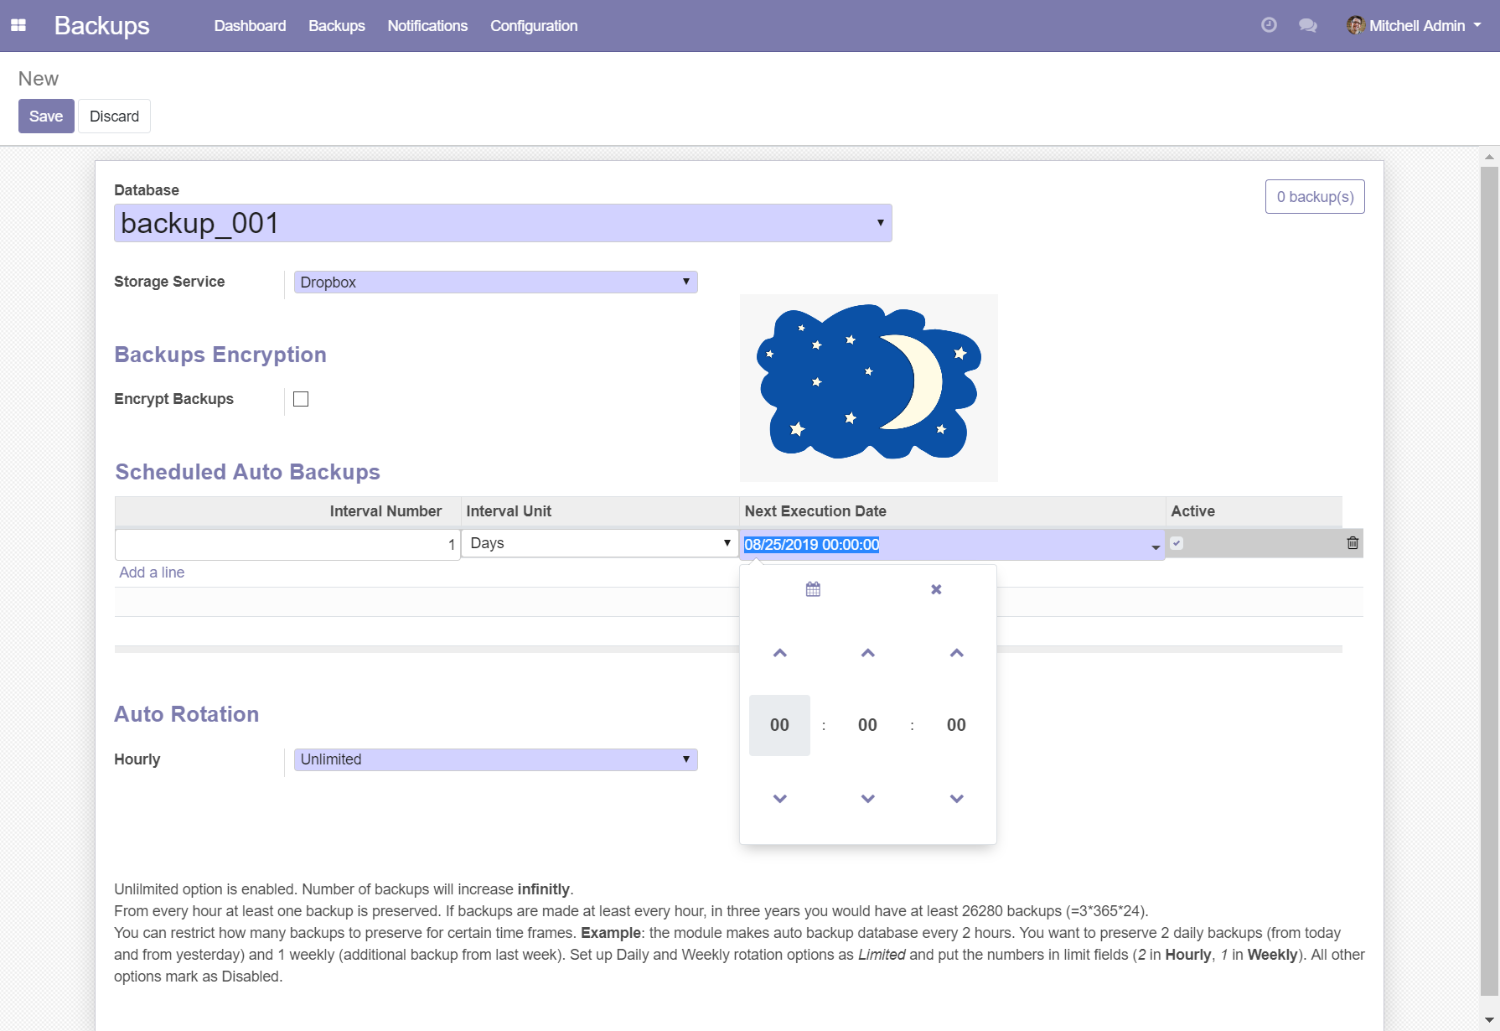 Backups Dashboard Backups Notifications Configuration Mitchell Admin
New
Save Discard
Database
0 backup(s)
backup_001
Storage Service Dropbox
Backups Encryption
Encrypt Backups
Scheduled Auto Backups
Interval Number Interval Unit Next Execution Date Active
1 Days 08/25/2019 00:00:00
Add a line
00 : 00 : 00
Auto Rotation
Hourly Unlimited
Unlilmited option is enabled. Number of backups will increase infinitly.
From every hour at least one backup is preserved. If backups are made at least every hour, in three years you would have at least 26280 backups (=3*365*24).
You can restrict how many backups to preserve for certain time frames. Example: the module makes auto backup database every 2 hours. You want to preserve 2 daily backups (from today
and from yesterday) and 1 weekly (additional backup from last week). Set up Daily and Weekly rotation options as Limited and put the numbers in limit fields (2 in Hourly, 1 in Weekly). All other
options mark as Disabled.